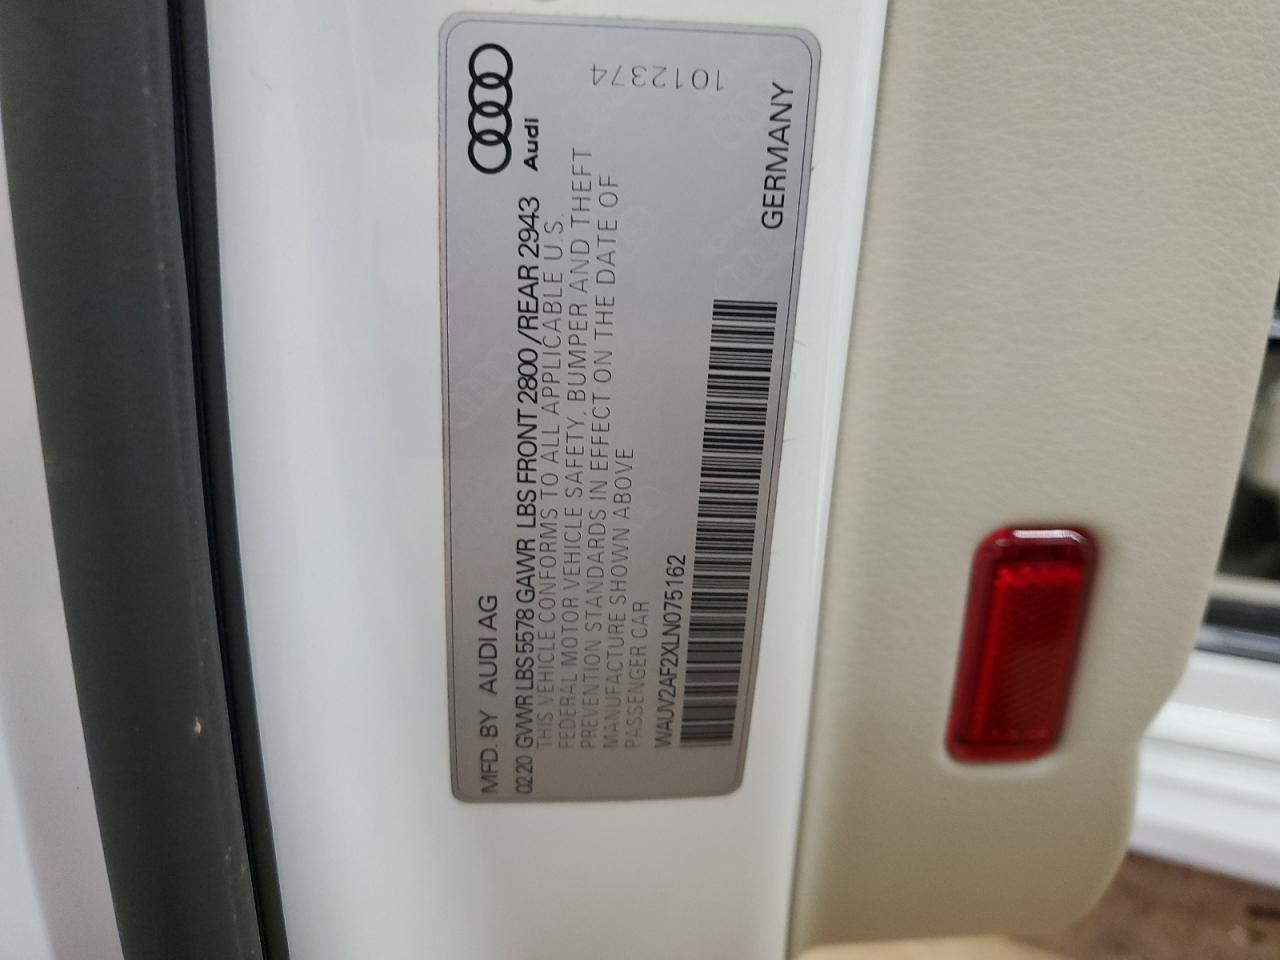 MFD. BY AUDI AG
Audi
0220 GVWR LBS 5578 GAWR LBS FRONT 2800 /REAR 2943
THIS VEHICLE CONFORMS TO ALL APPLICABLE U.S.
FEDERAL MOTOR VEHICLE SAFETY, BUMPER AND THEFT
PREVENTION STANDARDS IN EFFECT ON THE DATE OF
MANUFACTURE SHOWN ABOVE
PASSENGER CAR
WAUV2AF2XLN075162
1012374
GERMANY